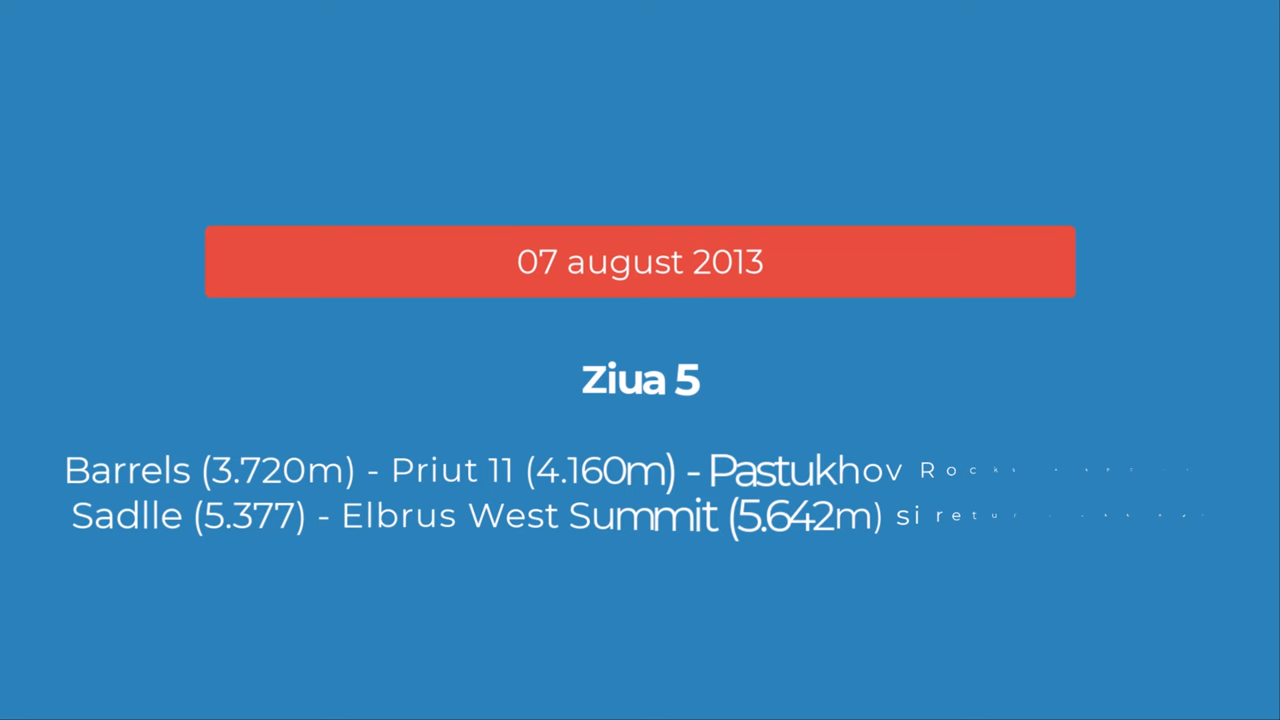 07 august 2013
Ziua 5
Barrels (3.720m) - Priut 11 (4.160m) - Pastukhov Rocks
Sadlle (5.377) - Elbrus West Summit (5.642m) si